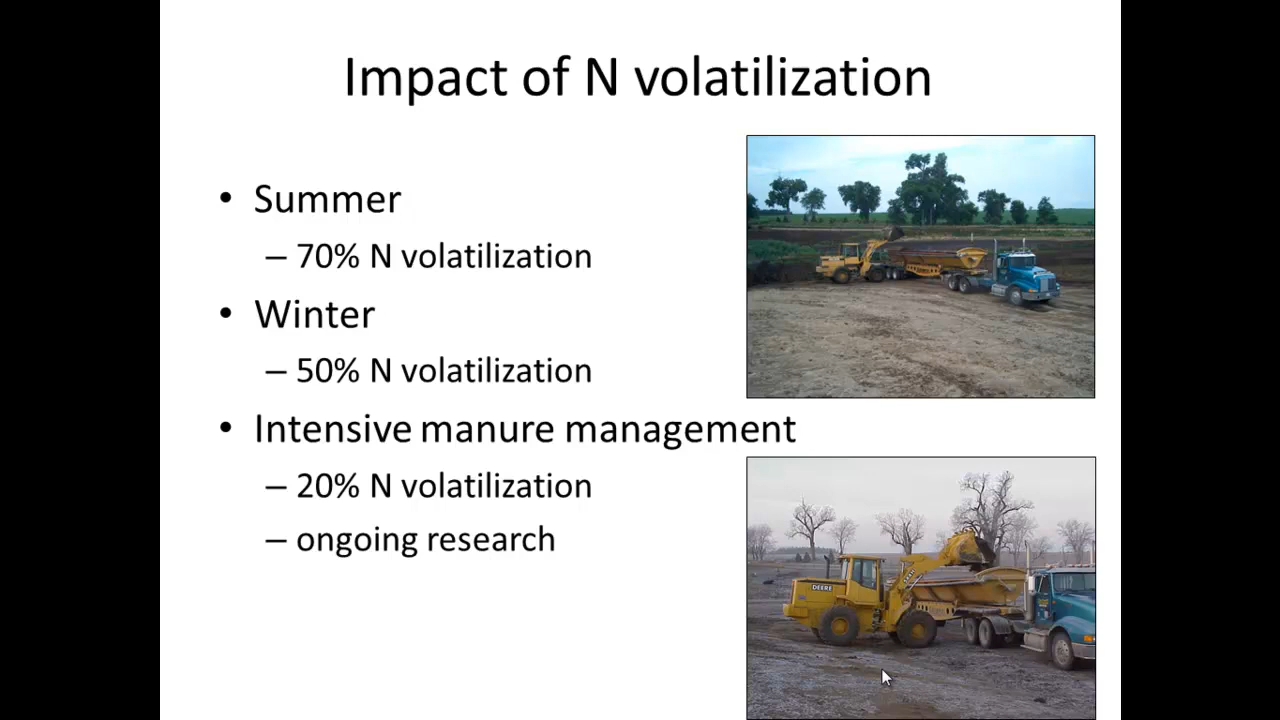 Impact of N volatilization
• Summer
– 70% N volatilization
• Winter
– 50% N volatilization
• Intensive manure management
– 20% N volatilization
– ongoing research
DEERE